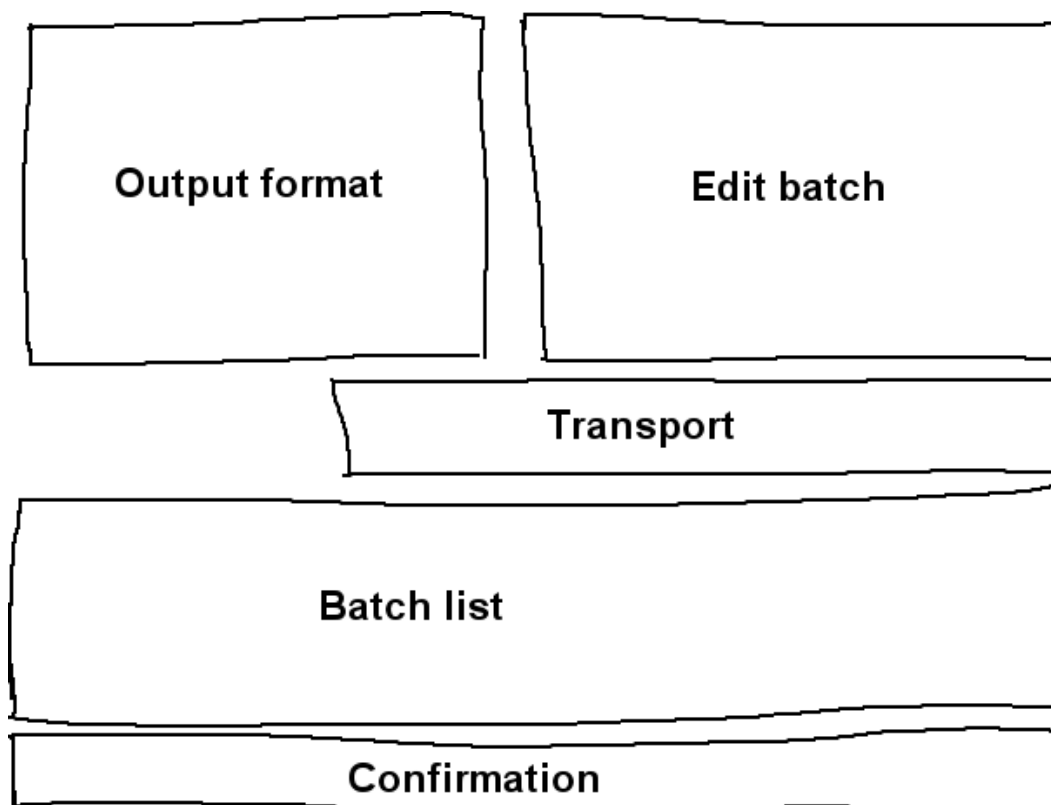 Output format
Edit batch
Transport
Batch list
Confirmation